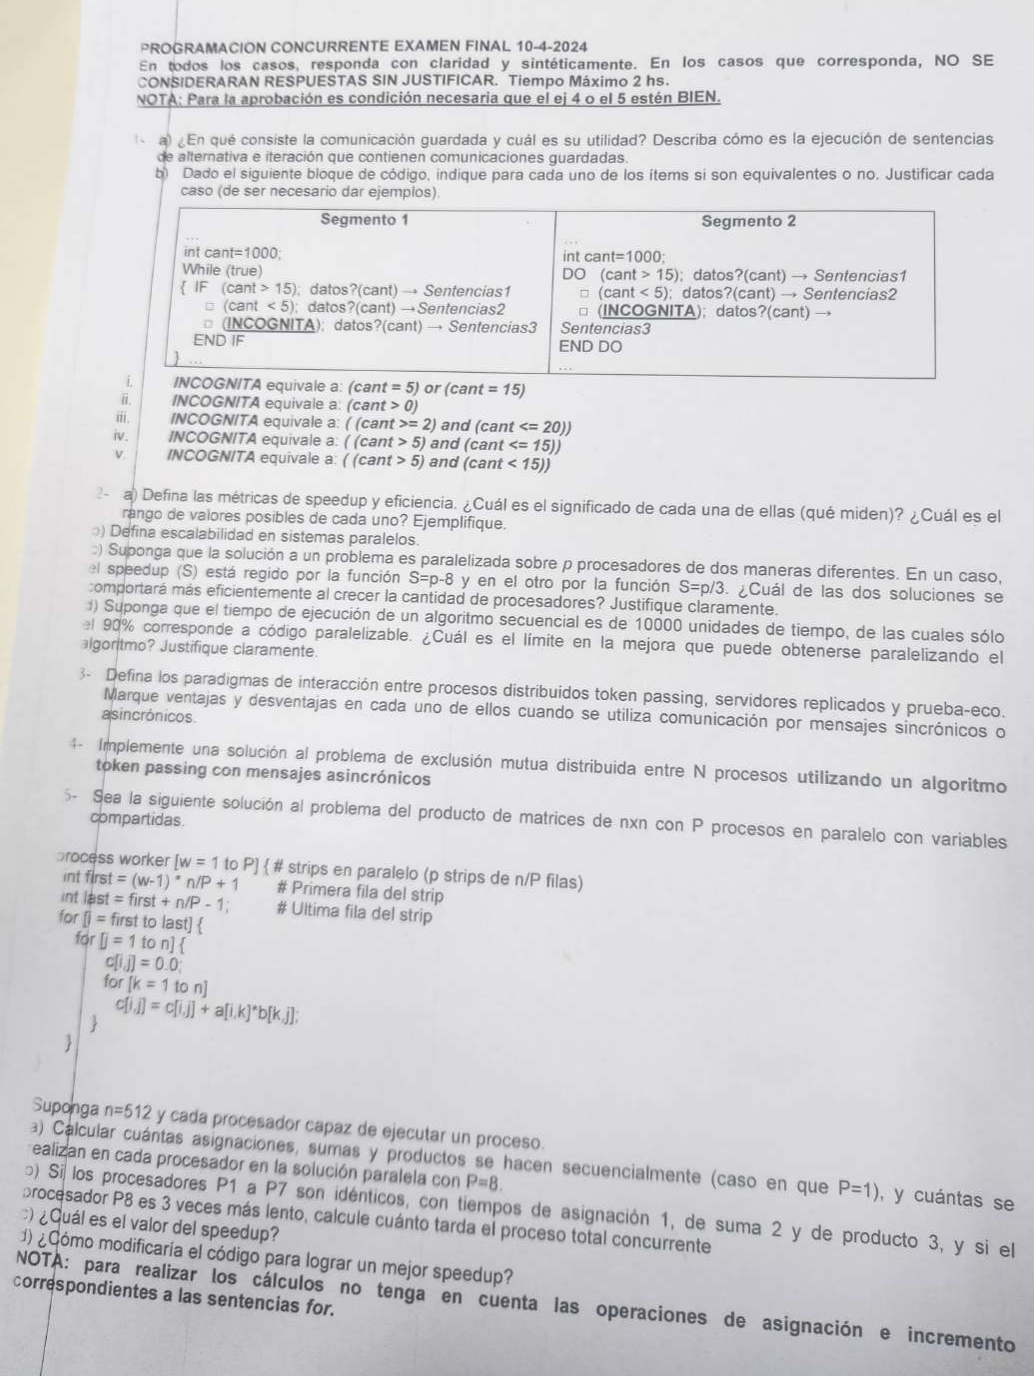 PROGRAMACION CONCURRENTE EXAMEN FINAL 10-4-2024
En todos los casos, responda con claridad y sintéticamente. En los casos que corresponda, NO SE
CONSIDERARAN RESPUESTAS SIN JUSTIFICAR. Tiempo Máximo 2 hs.
NOTA: Para la aprobación es condición necesaria que el ej 4 o el 5 estén BIEN.
1- a) ¿En qué consiste la comunicación guardada y cuál es su utilidad? Describa cómo es la ejecución de sentencias
de alternativa e iteración que contienen comunicaciones guardadas.
b) Dado el siguiente bloque de código, indique para cada uno de los ítems si son equivalentes o no. Justificar cada
caso (de ser necesario dar ejemplos).
Segmento 1
...
int cant=1000;
While (true)
{ IF (cant > 15); datos?(cant) → Sentencias1
□ (cant < 5); datos?(cant) →Sentencias2
□ (INCOGNITA); datos?(cant) → Sentencias3
END IF
} ...
Segmento 2
...
int cant=1000;
DO (cant > 15); datos?(cant) → Sentencias1
□ (cant < 5); datos?(cant) → Sentencias2
□ (INCOGNITA); datos?(cant) →
Sentencias3
END DO
...
i. INCOGNITA equivale a: (cant = 5) or (cant = 15)
ii. INCOGNITA equivale a: (cant > 0)
iii. INCOGNITA equivale a: ( (cant >= 2) and (cant <= 20))
iv. INCOGNITA equivale a: ( (cant > 5) and (cant <= 15))
v. INCOGNITA equivale a: ( (cant > 5) and (cant < 15))
2- a) Defina las métricas de speedup y eficiencia. ¿Cuál es el significado de cada una de ellas (qué miden)? ¿Cuál es el
rango de valores posibles de cada uno? Ejemplifique.
b) Defina escalabilidad en sistemas paralelos.
c) Suponga que la solución a un problema es paralelizada sobre p procesadores de dos maneras diferentes. En un caso,
el speedup (S) está regido por la función S=p-8 y en el otro por la función S=p/3. ¿Cuál de las dos soluciones se
comportará más eficientemente al crecer la cantidad de procesadores? Justifique claramente.
d) Suponga que el tiempo de ejecución de un algoritmo secuencial es de 10000 unidades de tiempo, de las cuales sólo
el 90% corresponde a código paralelizable. ¿Cuál es el límite en la mejora que puede obtenerse paralelizando el
algoritmo? Justifique claramente.
3- Defina los paradigmas de interacción entre procesos distribuidos token passing, servidores replicados y prueba-eco.
Marque ventajas y desventajas en cada uno de ellos cuando se utiliza comunicación por mensajes sincrónicos o
asincrónicos.
4- Implemente una solución al problema de exclusión mutua distribuida entre N procesos utilizando un algoritmo
token passing con mensajes asincrónicos
5- Sea la siguiente solución al problema del producto de matrices de nxn con P procesos en paralelo con variables
compartidas.
process worker [w = 1 to P] { # strips en paralelo (p strips de n/P filas)
int first = (w-1) * n/P + 1 # Primera fila del strip
int last = first + n/P - 1; # Ultima fila del strip
for [i = first to last] {
for [j = 1 to n] {
c[i,j] = 0.0;
for [k = 1 to n]
c[i,j] = c[i,j] + a[i,k]*b[k,j];
}
}
Suponga n=512 y cada procesador capaz de ejecutar un proceso.
a) Calcular cuántas asignaciones, sumas y productos se hacen secuencialmente (caso en que P=1), y cuántas se
realizan en cada procesador en la solución paralela con P=8.
b) Si los procesadores P1 a P7 son idénticos, con tiempos de asignación 1, de suma 2 y de producto 3, y si el
procesador P8 es 3 veces más lento, calcule cuánto tarda el proceso total concurrente
c) ¿Cuál es el valor del speedup?
d) ¿Cómo modificaría el código para lograr un mejor speedup?
NOTA: para realizar los cálculos no tenga en cuenta las operaciones de asignación e incremento
correspondientes a las sentencias for.